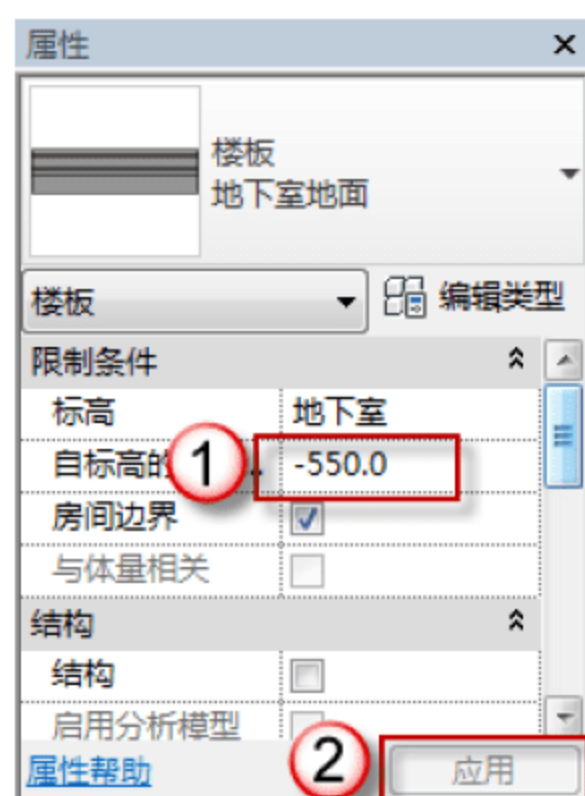 属性
楼板
地下室地面
楼板 编辑类型
限制条件
标高 地下室
自标高的 1 -550.0
房间边界
与体量相关
结构
结构
启用分析模型
属性帮助 2 应用